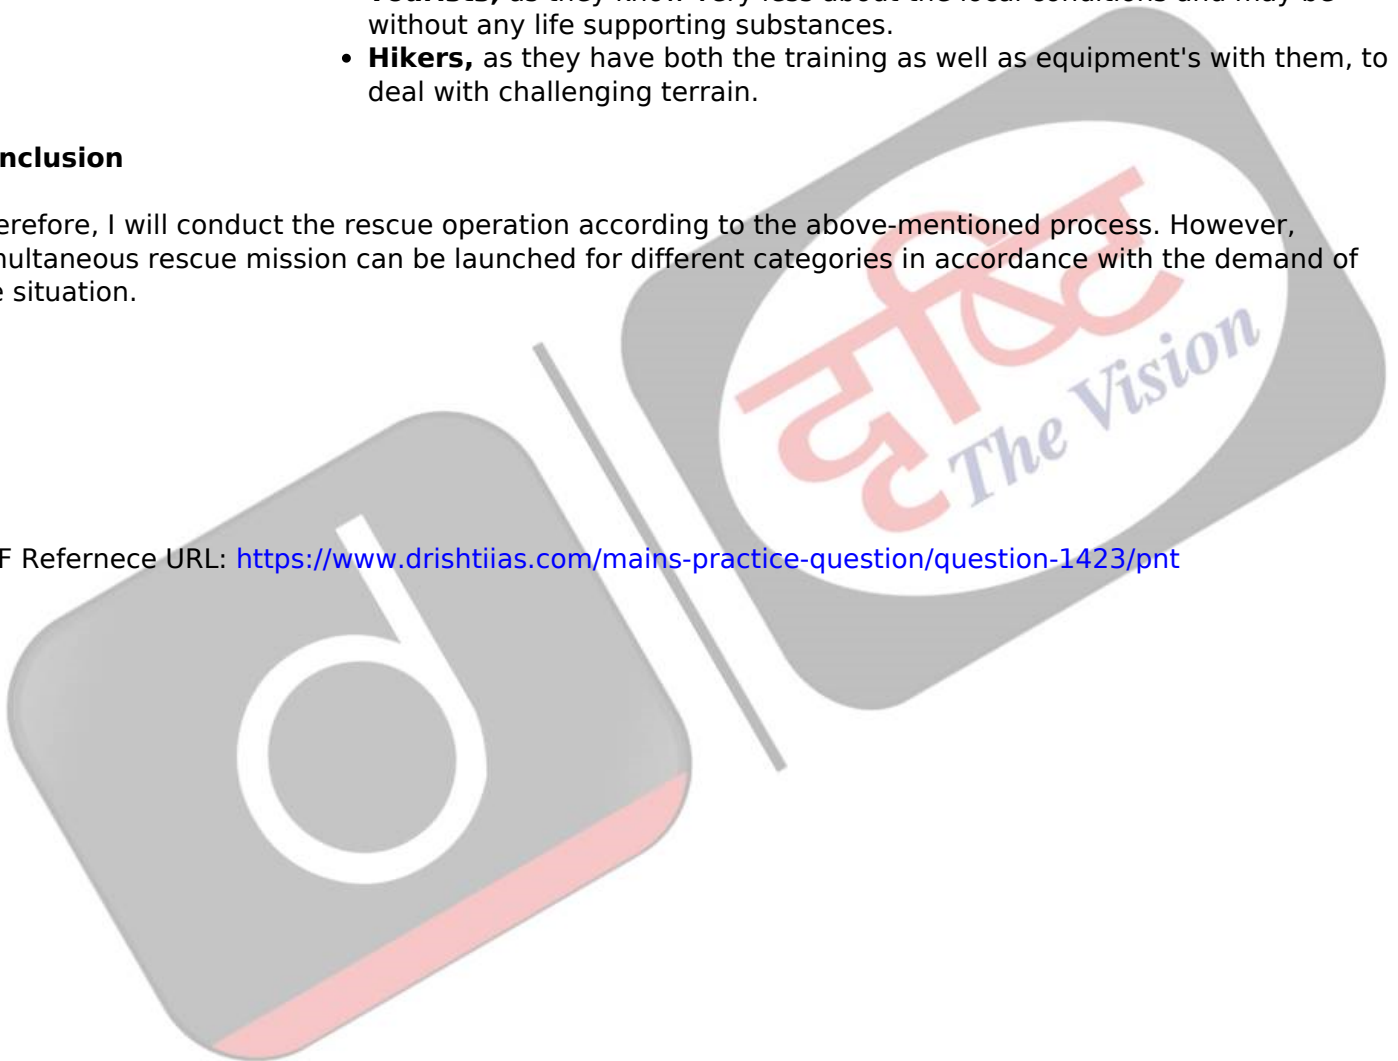 without any life supporting substances.
• Hikers, as they have both the training as well as equipment's with them, to
deal with challenging terrain.
nclusion
erefore, I will conduct the rescue operation according to the above-mentioned process. However,
multaneous rescue mission can be launched for different categories in accordance with the demand of
e situation.
दृष्टि
The Vision
d
F Refernece URL: https://www.drishtiias.com/mains-practice-question/question-1423/pnt